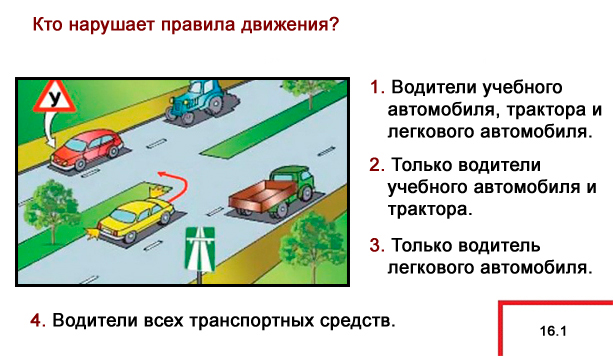 Кто нарушает правила движения?
У
1. Водители учебного
автомобиля, трактора и
легкового автомобиля.
2. Только водители
учебного автомобиля и
трактора.
3. Только водитель
легкового автомобиля.
4. Водители всех транспортных средств.
16.1